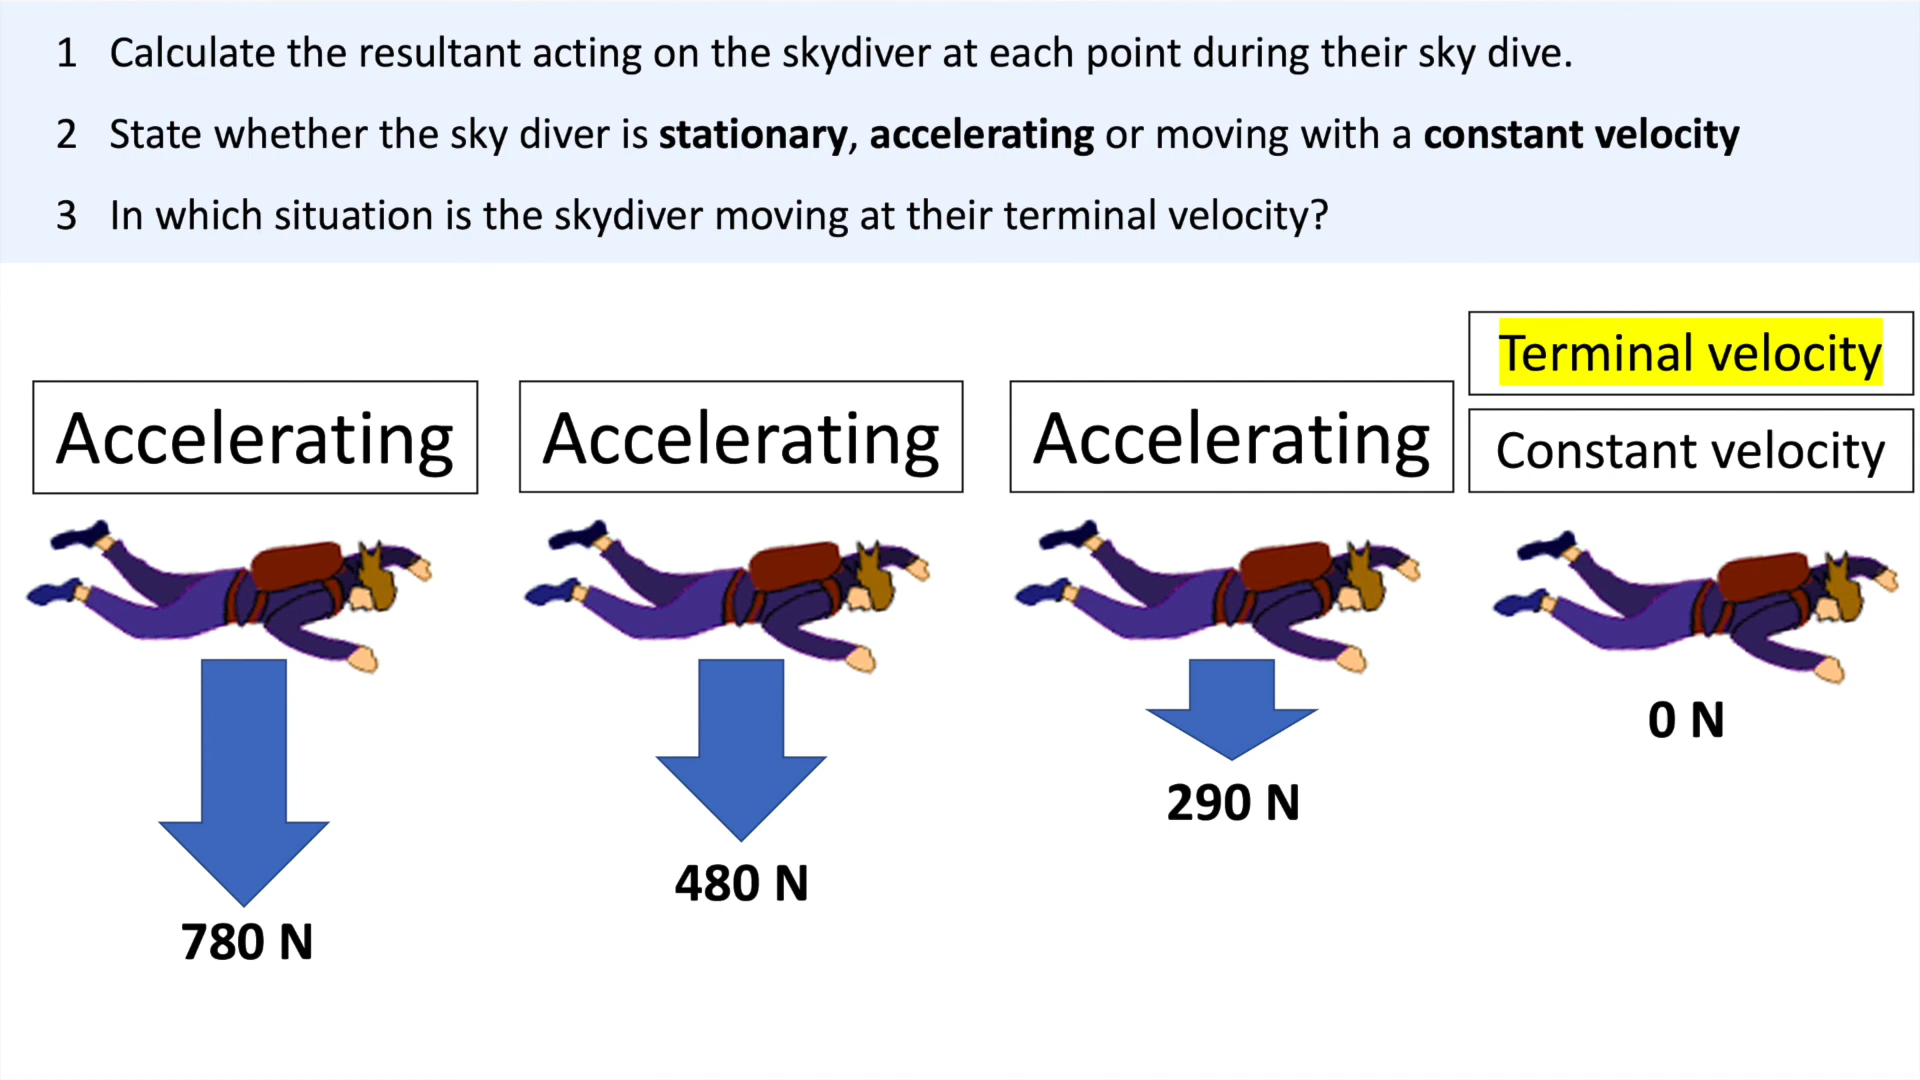 1 Calculate the resultant acting on the skydiver at each point during their sky dive.
2 State whether the sky diver is stationary, accelerating or moving with a constant velocity
3 In which situation is the skydiver moving at their terminal velocity?
Terminal velocity
Accelerating
Accelerating
Accelerating
Constant velocity
780 N
480 N
290 N
0 N